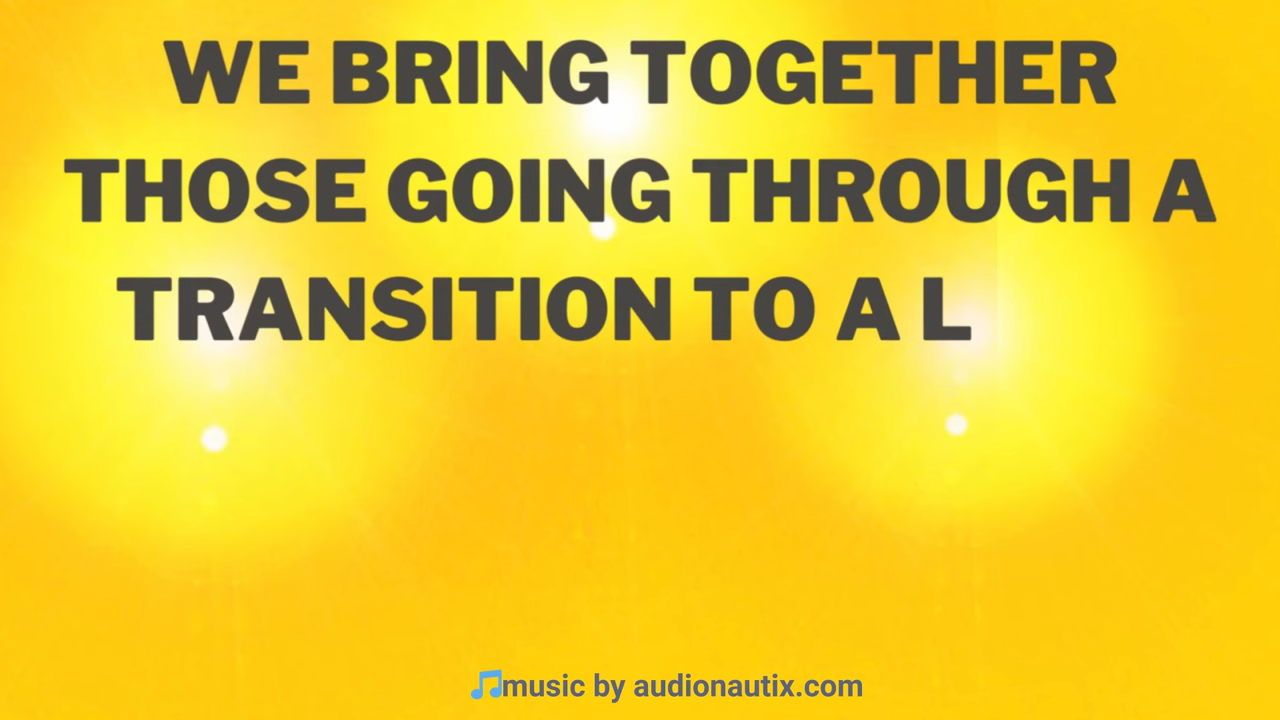 WE BRING TOGETHER
THOSE GOING THROUGH A
TRANSITION TO A L
🎵music by audionautix.com